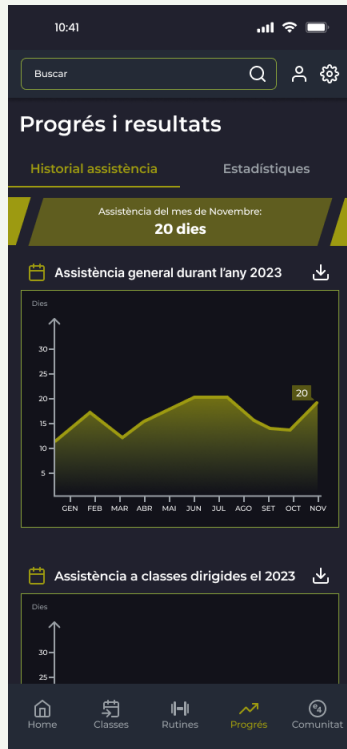 10:41
Buscar
Progrés i resultats
Historial assistència
Estadístiques
Assistència del mes de Novembre:
20 dies
Assistència general durant l'any 2023
Dies
30
25
20
15
10
5
20
GEN FEB MAR ABR MAI JUN JUL AGO SET OCT NOV
Assistència a classes dirigides el 2023
Dies
30
25
Home Classes Rutines Progrés Comunitat